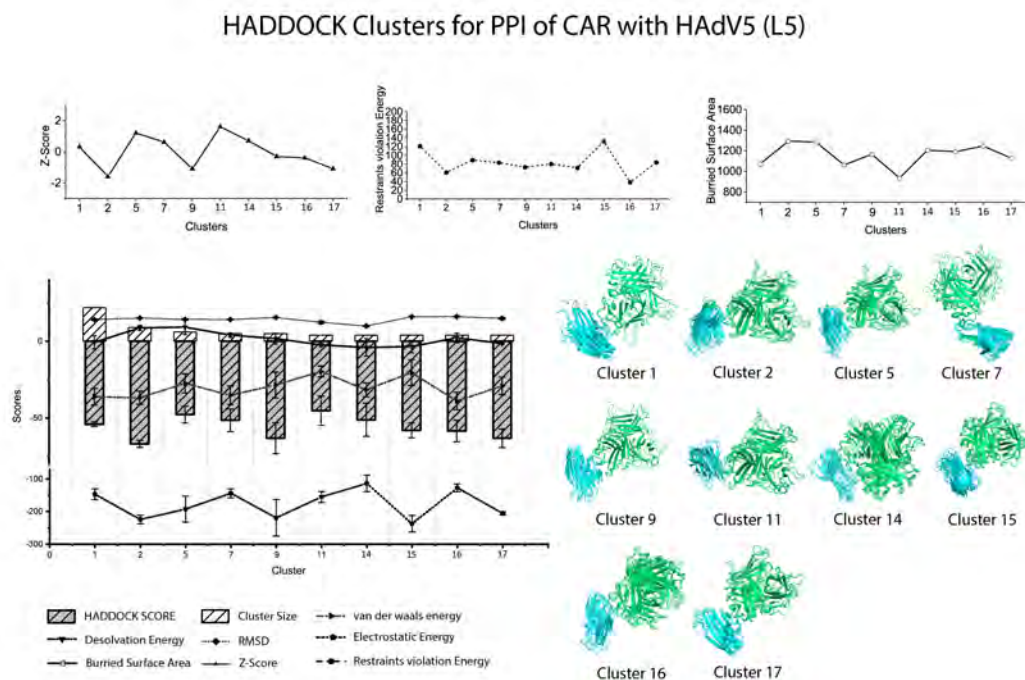 HADDOCK Clusters for PPI of CAR with HAdV5 (L5)
Z-Score
2
0
-2
1 2 5 7 9 11 14 15 16 17
Clusters
Restraints violation Energy
200
180
160
140
120
100
80
60
40
20
0
1 2 5 7 9 11 14 15 16 17
Clusters
Burried Surface Area
1600
1400
1200
1000
800
1 2 5 7 9 11 14 15 16 17
Clusters
Scores
0
-50
-100
-200
-300
0 1 2 5 7 9 11 14 15 16 17
Cluster
HADDOCK SCORE
Cluster Size
van der waals energy
Desolvation Energy
RMSD
Electrostatic Energy
Burried Surface Area
Z-Score
Restraints violation Energy
Cluster 1
Cluster 2
Cluster 5
Cluster 7
Cluster 9
Cluster 11
Cluster 14
Cluster 15
Cluster 16
Cluster 17